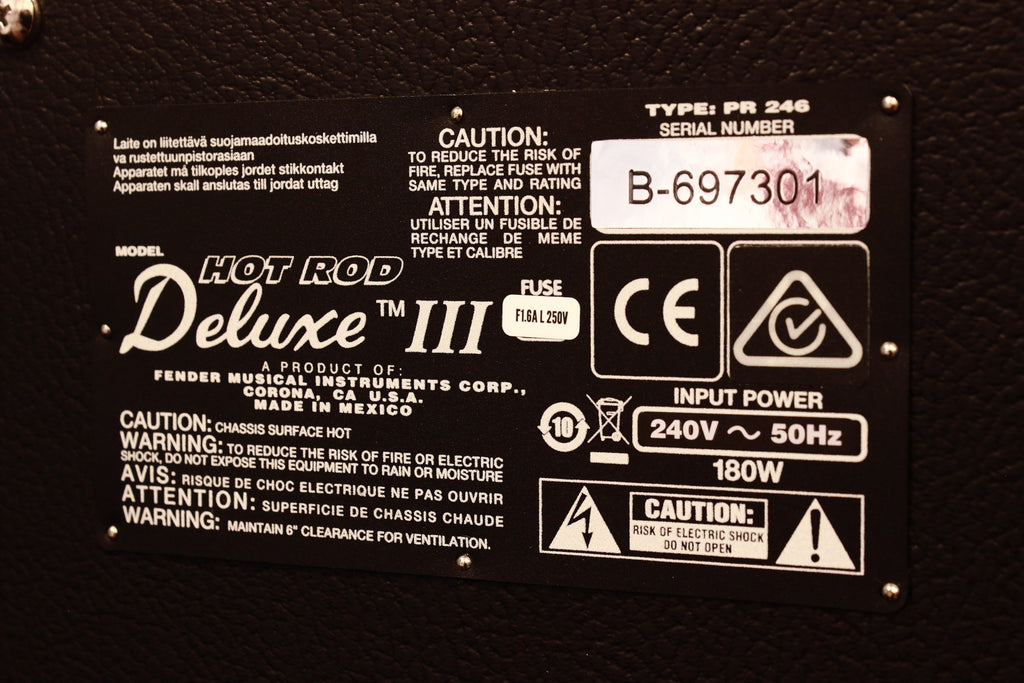 Laite on liitettävä suojamaadoituskoskettimilla
va rustettuunpistorasiaan
Apparatet må tilkoples jordet stikkontakt
Apparaten skall anslutas till jordat uttag
CAUTION:
TO REDUCE THE RISK OF
FIRE, REPLACE FUSE WITH
SAME TYPE AND RATING
ATTENTION:
UTILISER UN FUSIBLE DE
RECHANGE DE MEME
TYPE ET CALIBRE
TYPE: PR 246
SERIAL NUMBER
B-697301
MODEL
HOT ROD
Deluxe™ III
FUSE
F1.6A L 250V
CE
A PRODUCT OF:
FENDER MUSICAL INSTRUMENTS CORP.,
CORONA, CA U.S.A.
MADE IN MEXICO
INPUT POWER
10
240V ~ 50Hz
180W
CAUTION: CHASSIS SURFACE HOT
WARNING: TO REDUCE THE RISK OF FIRE OR ELECTRIC
SHOCK, DO NOT EXPOSE THIS EQUIPMENT TO RAIN OR MOISTURE
AVIS: RISQUE DE CHOC ELECTRIQUE NE PAS OUVRIR
ATTENTION: SUPERFICIE DE CHASSIS CHAUDE
WARNING: MAINTAIN 6" CLEARANCE FOR VENTILATION.
CAUTION:
RISK OF ELECTRIC SHOCK
DO NOT OPEN